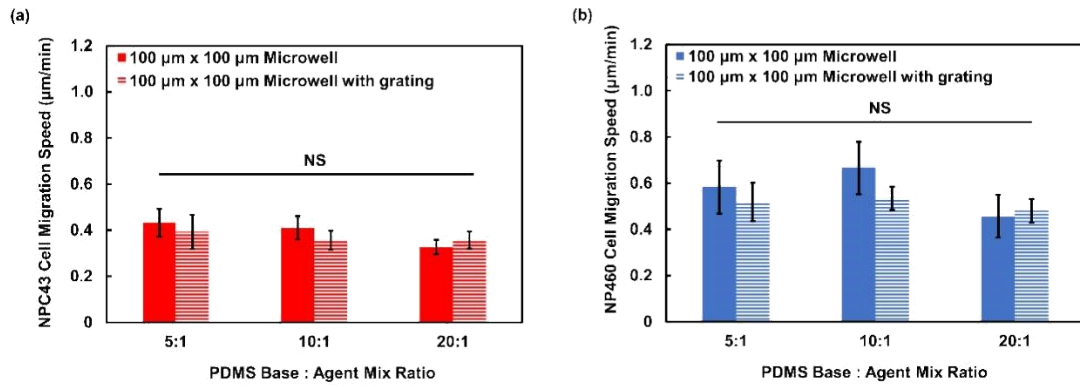 (a)
NPC43 Cell Migration Speed (µm/min)
1.2
1.0
0.8
0.6
0.4
0.2
0
100 µm x 100 µm Microwell
100 µm x 100 µm Microwell with grating
NS
5:1 10:1 20:1
PDMS Base : Agent Mix Ratio
(b)
NP460 Cell Migration Speed (µm/min)
1.2
1.0
0.8
0.6
0.4
0.2
0
100 µm x 100 µm Microwell
100 µm x 100 µm Microwell with grating
NS
5:1 10:1 20:1
PDMS Base : Agent Mix Ratio